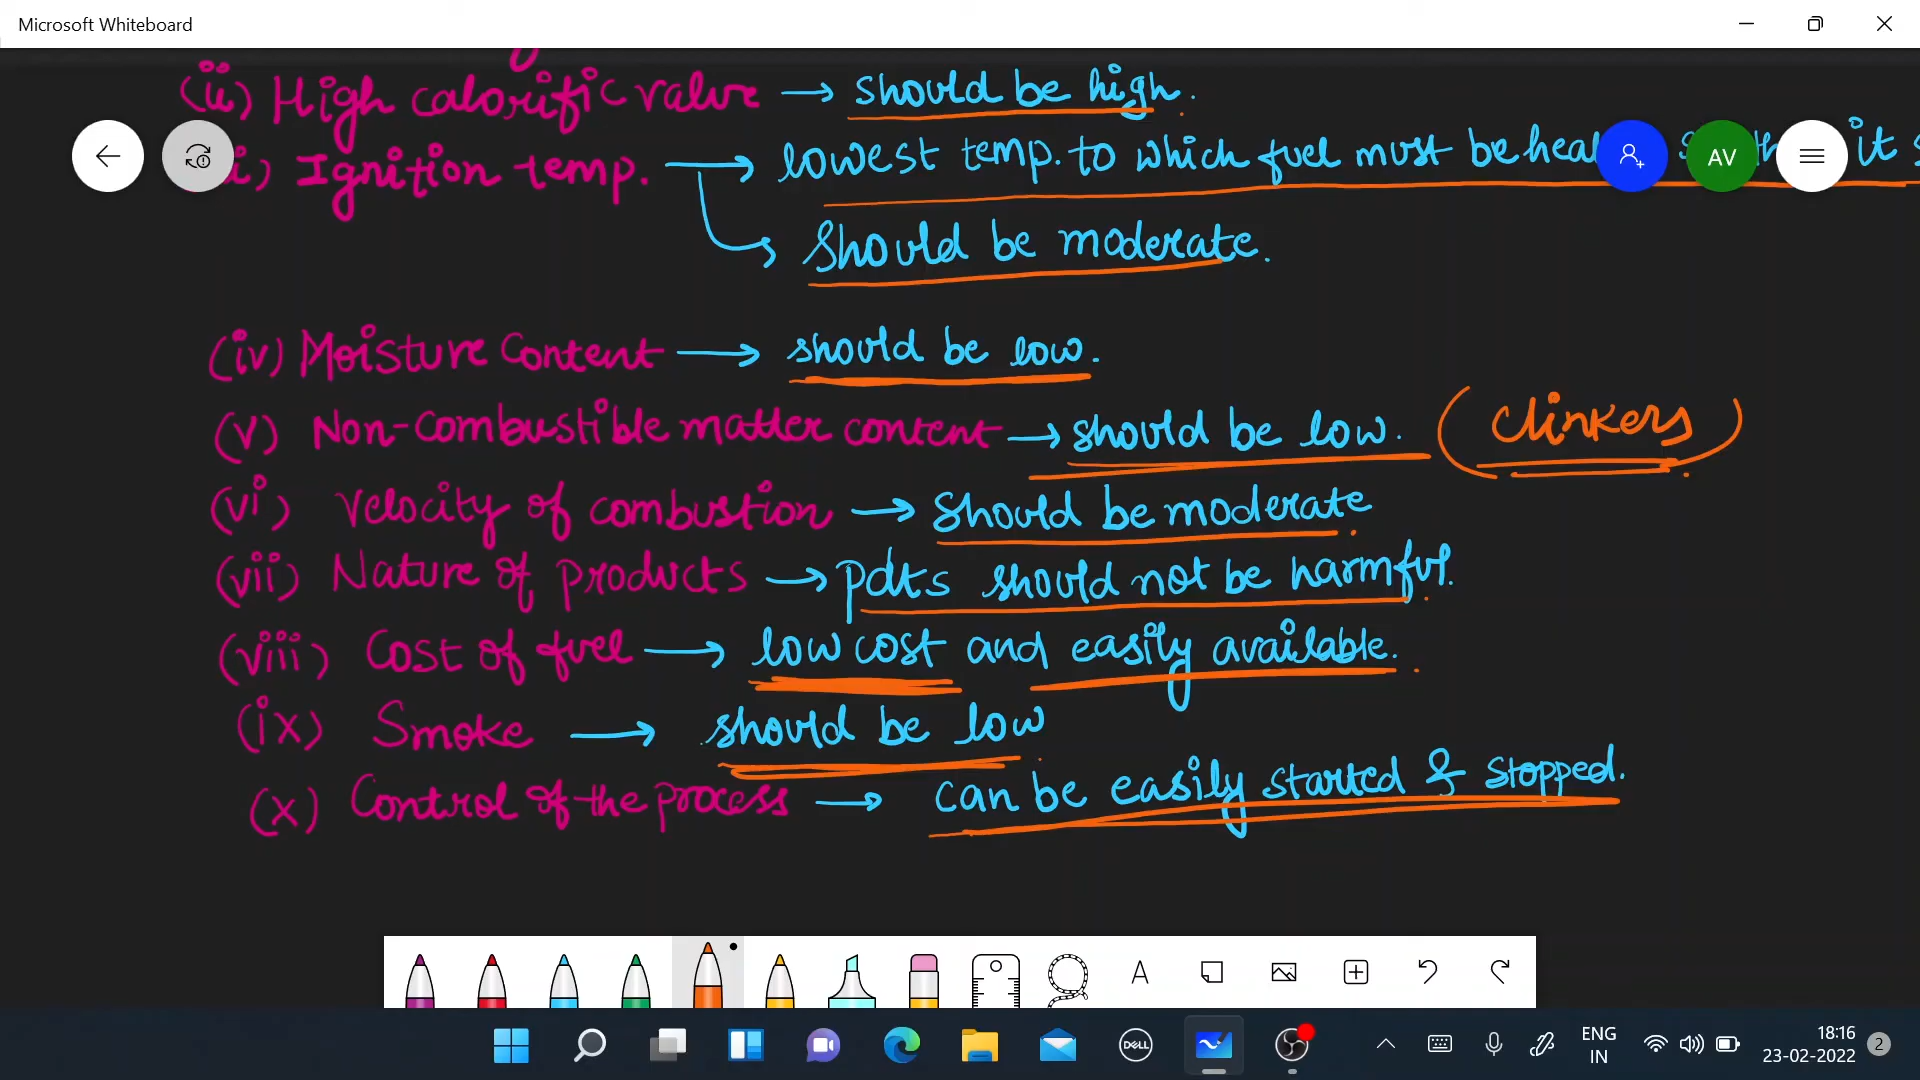 Microsoft Whiteboard
(ii) High calorific value → should be high.
i) Ignition temp. → lowest temp. to which fuel must be hea it s
AV
should be moderate.
(iv) Moisture Content → should be low.
(v) Non-combustible matter content → should be low. (clinkers)
(vi) Velocity of combustion → should be moderate
(vii) Nature of products → pdts should not be harmful.
(viii) Cost of fuel → low cost and easily available.
(ix) Smoke → should be low
(x) Control of the process → can be easily started & stopped.
A
DELL
ENG
IN
18:16
23-02-2022
2